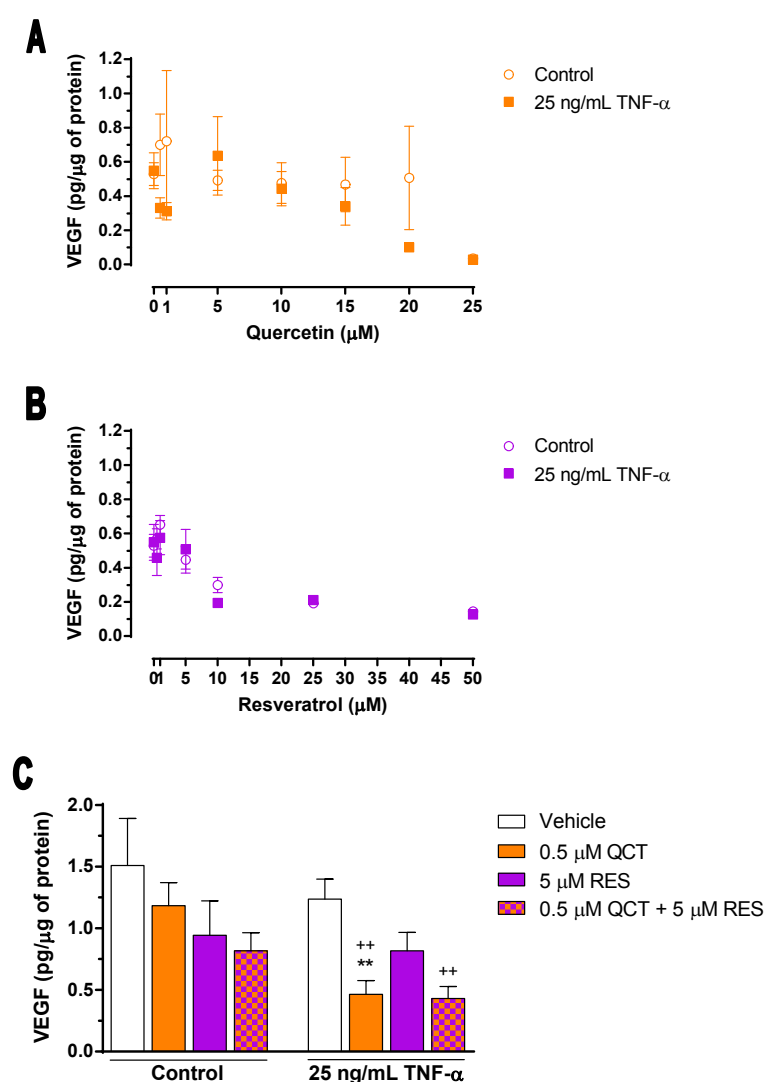 A
1.2
1.0
0.8
0.6
0.4
0.2
0.0
VEGF (pg/μg of protein)
0 1 5 10 15 20 25
Quercetin (μM)
Control
25 ng/mL TNF-α
B
1.2
1.0
0.8
0.6
0.4
0.2
0.0
VEGF (pg/μg of protein)
0 1 5 10 15 20 25 30 35 40 45 50
Resveratrol (μM)
Control
25 ng/mL TNF-α
C
2.0
1.5
1.0
0.5
0.0
VEGF (pg/μg of protein)
++
**
++
Control
25 ng/mL TNF-α
Vehicle
0.5 μM QCT
5 μM RES
0.5 μM QCT + 5 μM RES